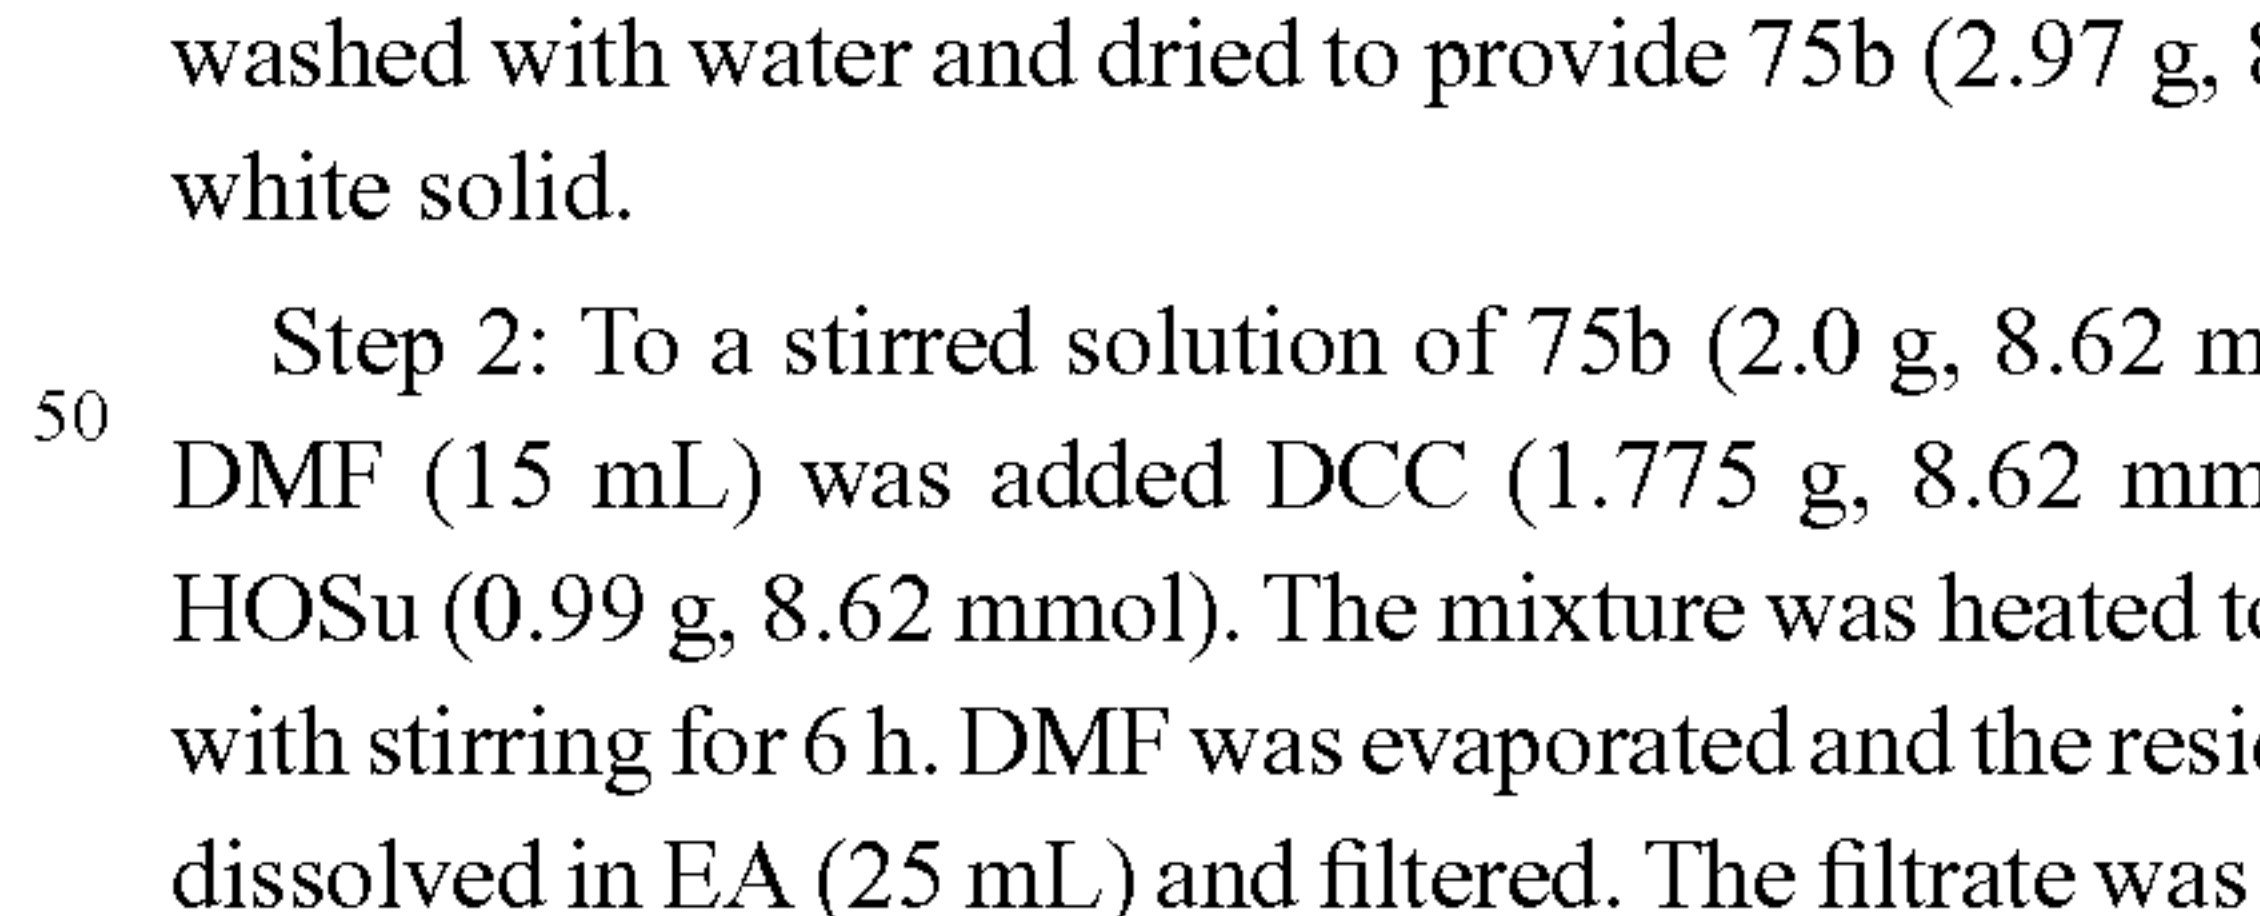 washed with water and dried to provide 75b (2.97 g,
white solid.
Step 2: To a stirred solution of 75b (2.0 g, 8.62
50
DMF (15 mL) was added DCC (1.775 g, 8.62
HOSu (0.99 g, 8.62 mmol). The mixture was heated
with stirring for 6 h. DMF was evaporated and the
dissolved in EA (25 mL) and filtered. The filtrate was